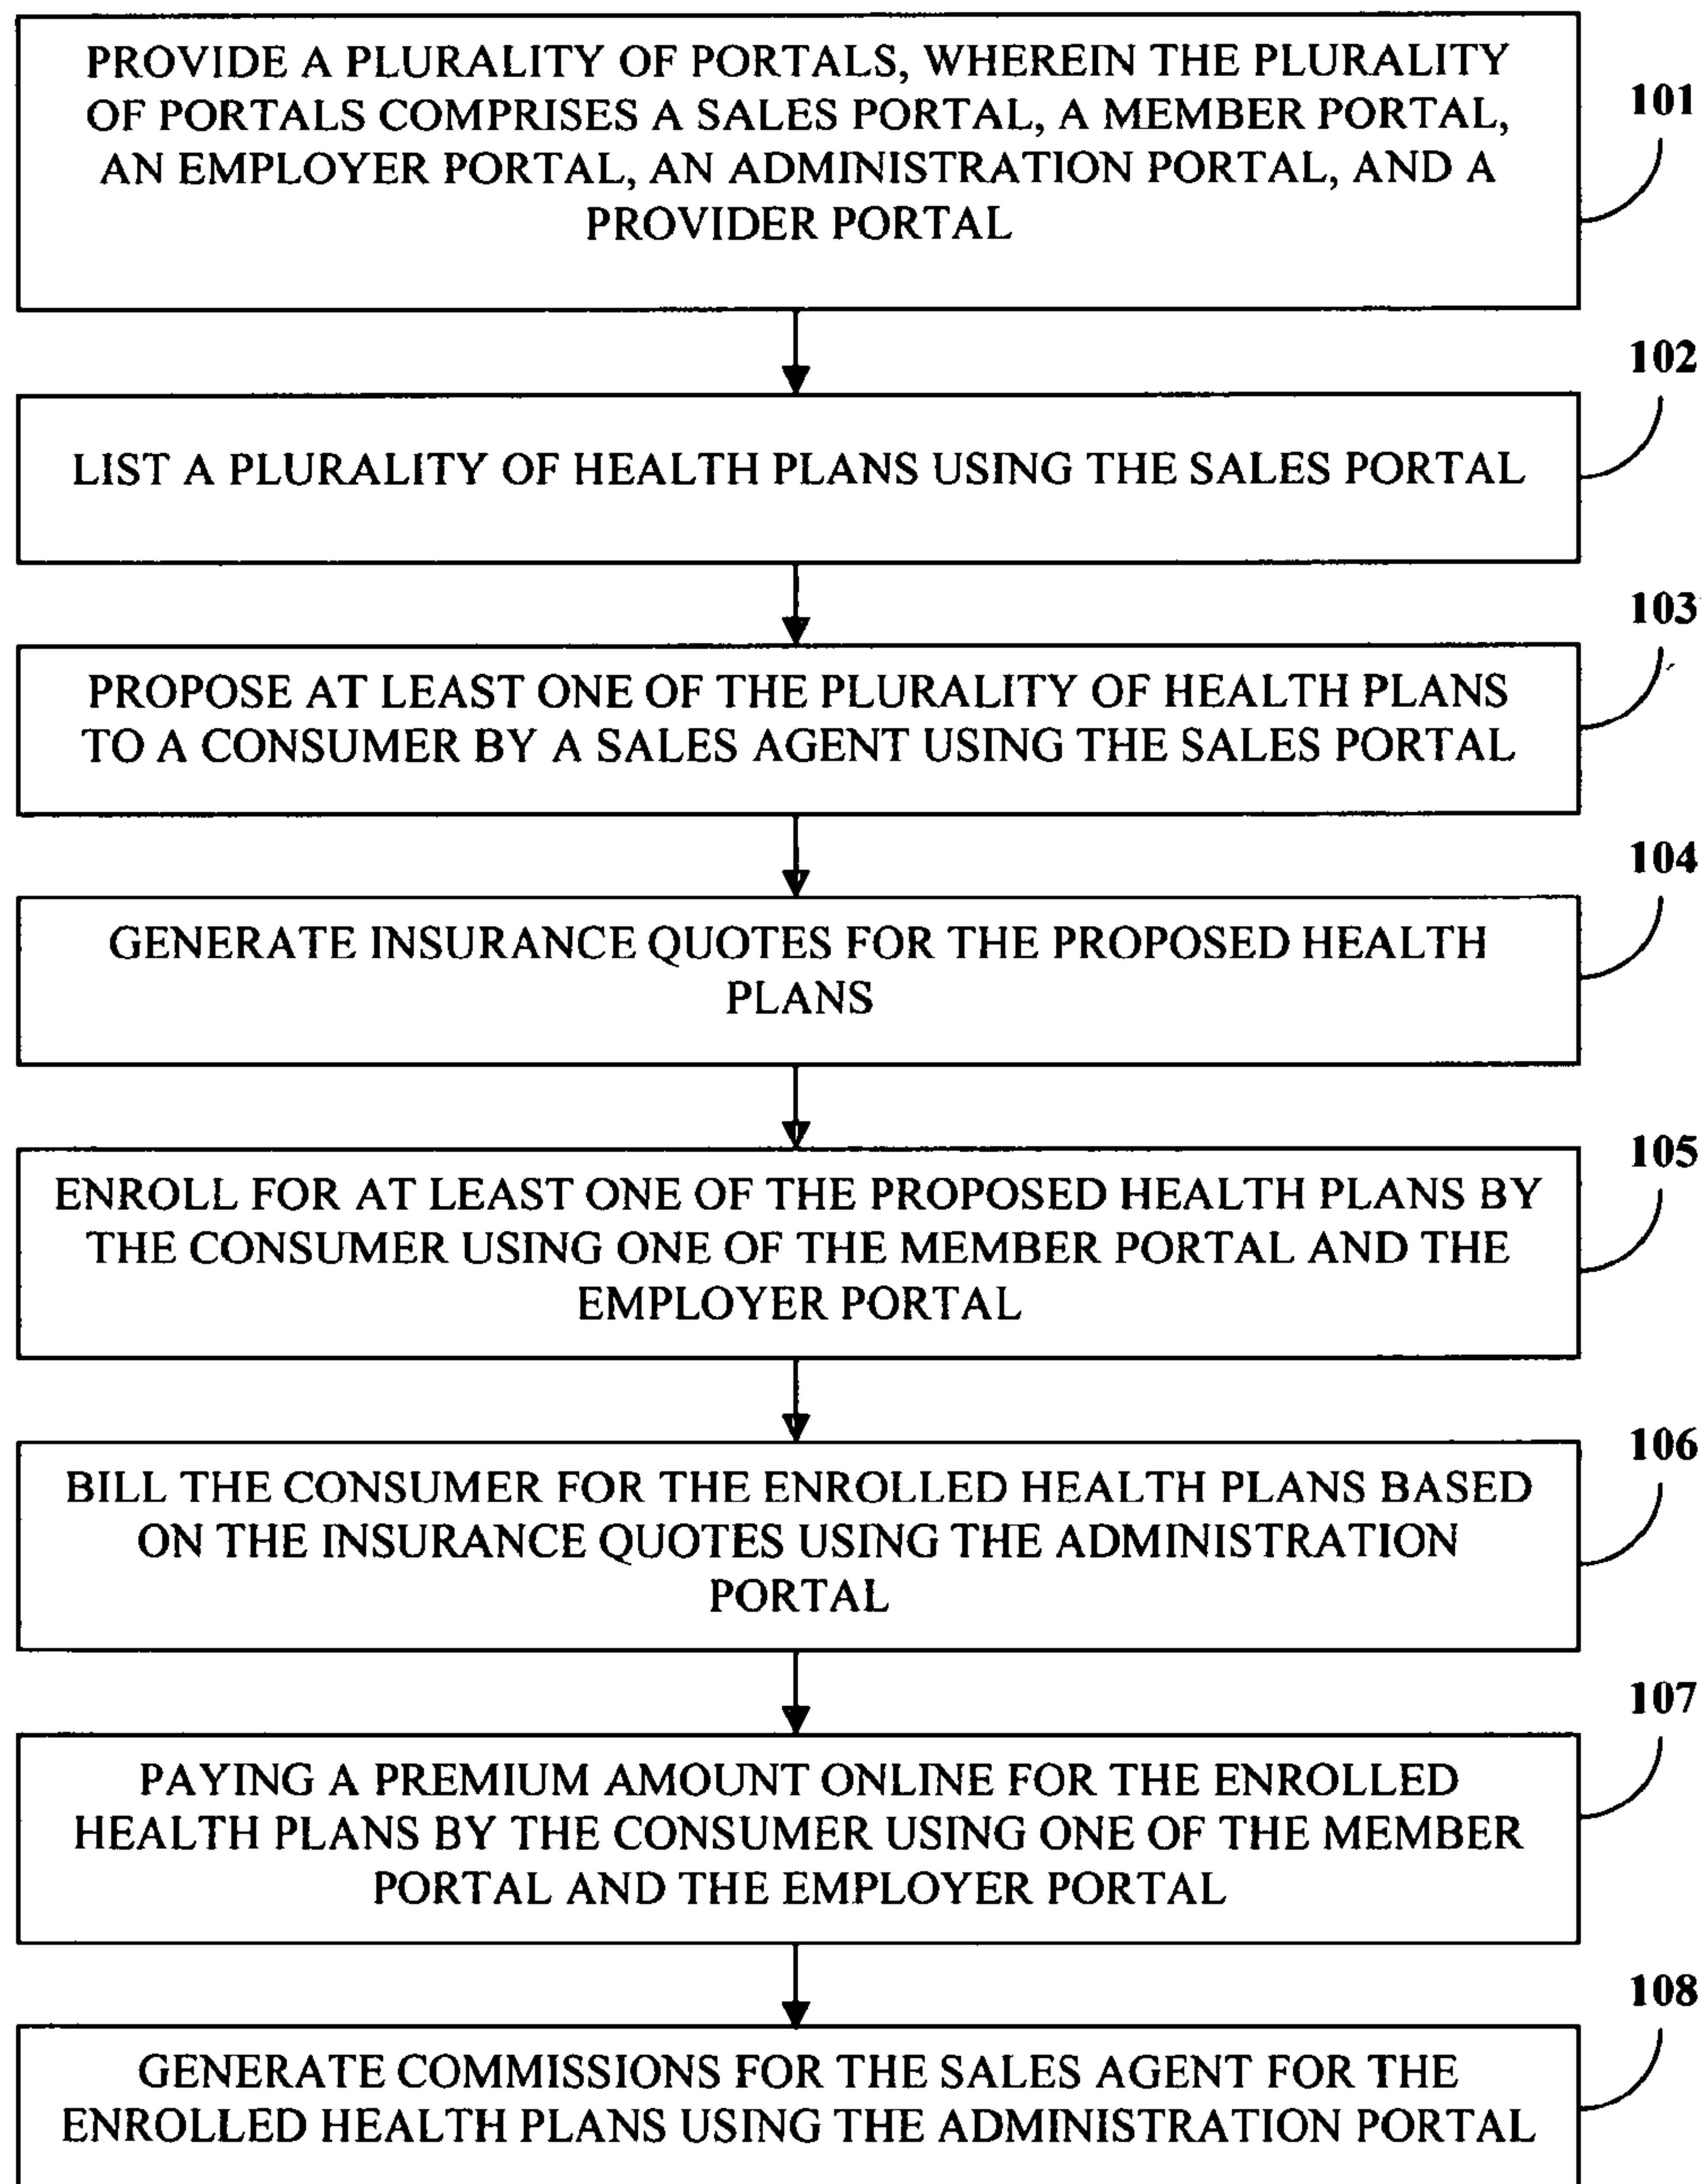 PROVIDE A PLURALITY OF PORTALS, WHEREIN THE PLURALITY
OF PORTALS COMPRISES A SALES PORTAL, A MEMBER PORTAL,
AN EMPLOYER PORTAL, AN ADMINISTRATION PORTAL, AND A
PROVIDER PORTAL
101
102
LIST A PLURALITY OF HEALTH PLANS USING THE SALES PORTAL
103
PROPOSE AT LEAST ONE OF THE PLURALITY OF HEALTH PLANS
TO A CONSUMER BY A SALES AGENT USING THE SALES PORTAL
104
GENERATE INSURANCE QUOTES FOR THE PROPOSED HEALTH
PLANS
105
ENROLL FOR AT LEAST ONE OF THE PROPOSED HEALTH PLANS BY
THE CONSUMER USING ONE OF THE MEMBER PORTAL AND THE
EMPLOYER PORTAL
106
BILL THE CONSUMER FOR THE ENROLLED HEALTH PLANS BASED
ON THE INSURANCE QUOTES USING THE ADMINISTRATION
PORTAL
107
PAYING A PREMIUM AMOUNT ONLINE FOR THE ENROLLED
HEALTH PLANS BY THE CONSUMER USING ONE OF THE MEMBER
PORTAL AND THE EMPLOYER PORTAL
108
GENERATE COMMISSIONS FOR THE SALES AGENT FOR THE
ENROLLED HEALTH PLANS USING THE ADMINISTRATION PORTAL